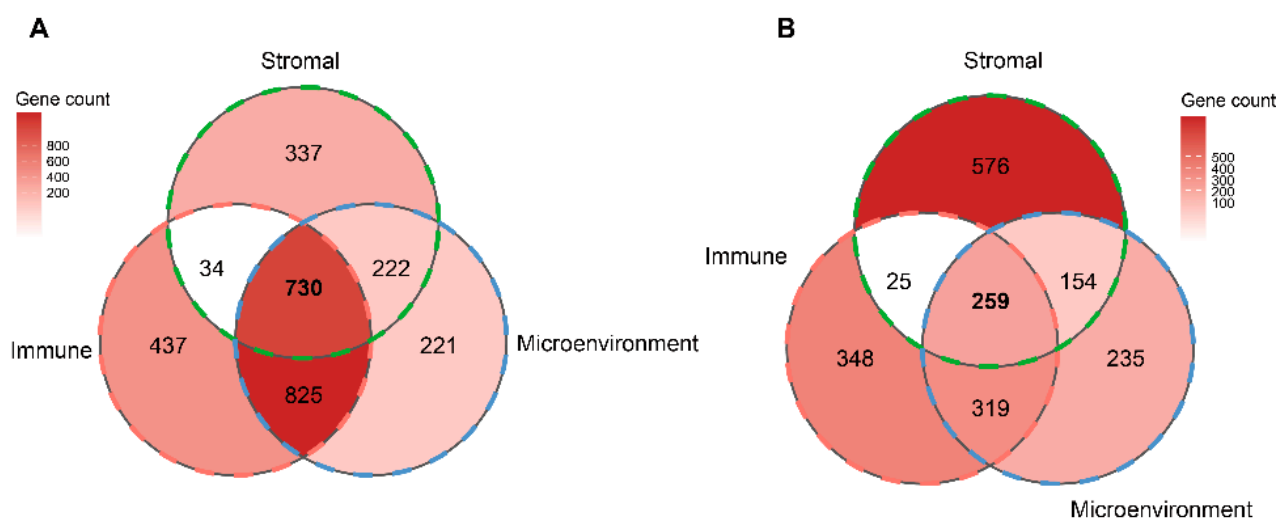 A
Stromal
Gene count
800
600
400
200
337
34
730
222
Immune
437
221
Microenvironment
825
B
Stromal
Gene count
500
400
300
200
100
576
Immune
25
259
154
348
235
319
Microenvironment